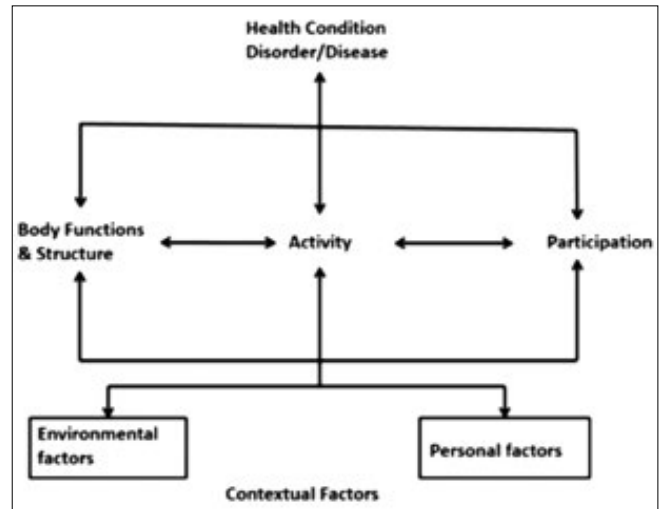 Health Condition
Disorder/Disease
Body Functions
& Structure
Activity
Participation
Environmental
factors
Personal factors
Contextual Factors